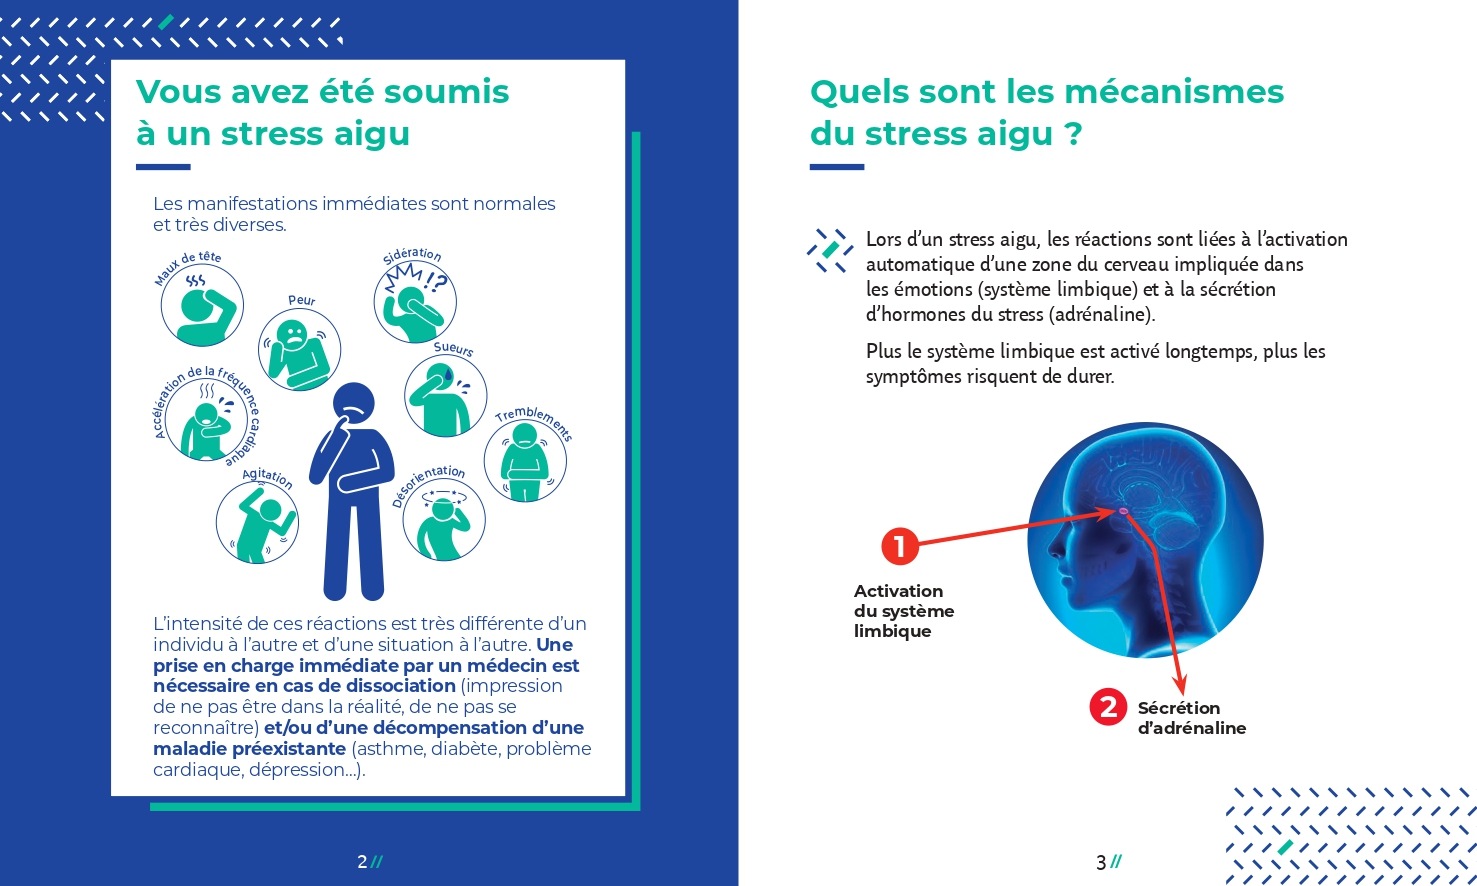 Vous avez été soumis
à un stress aigu
Les manifestations immédiates sont normales
et très diverses.
Maux de tête
Peur
Sidération
Sueurs
Accélération de la fréquence cardiaque
Tremblements
Agitation
Désorientation
L’intensité de ces réactions est très différente d’un
individu à l’autre et d’une situation à l’autre. Une
prise en charge immédiate par un médecin est
nécessaire en cas de dissociation (impression
de ne pas être dans la réalité, de ne pas se
reconnaître) et/ou d’une décompensation d’une
maladie préexistante (asthme, diabète, problème
cardiaque, dépression…).
2 //
Quels sont les mécanismes
du stress aigu ?
Lors d’un stress aigu, les réactions sont liées à l’activation
automatique d’une zone du cerveau impliquée dans
les émotions (système limbique) et à la sécrétion
d’hormones du stress (adrénaline).
Plus le système limbique est activé longtemps, plus les
symptômes risquent de durer.
1
Activation
du système
limbique
2
Sécrétion
d’adrénaline
3 //